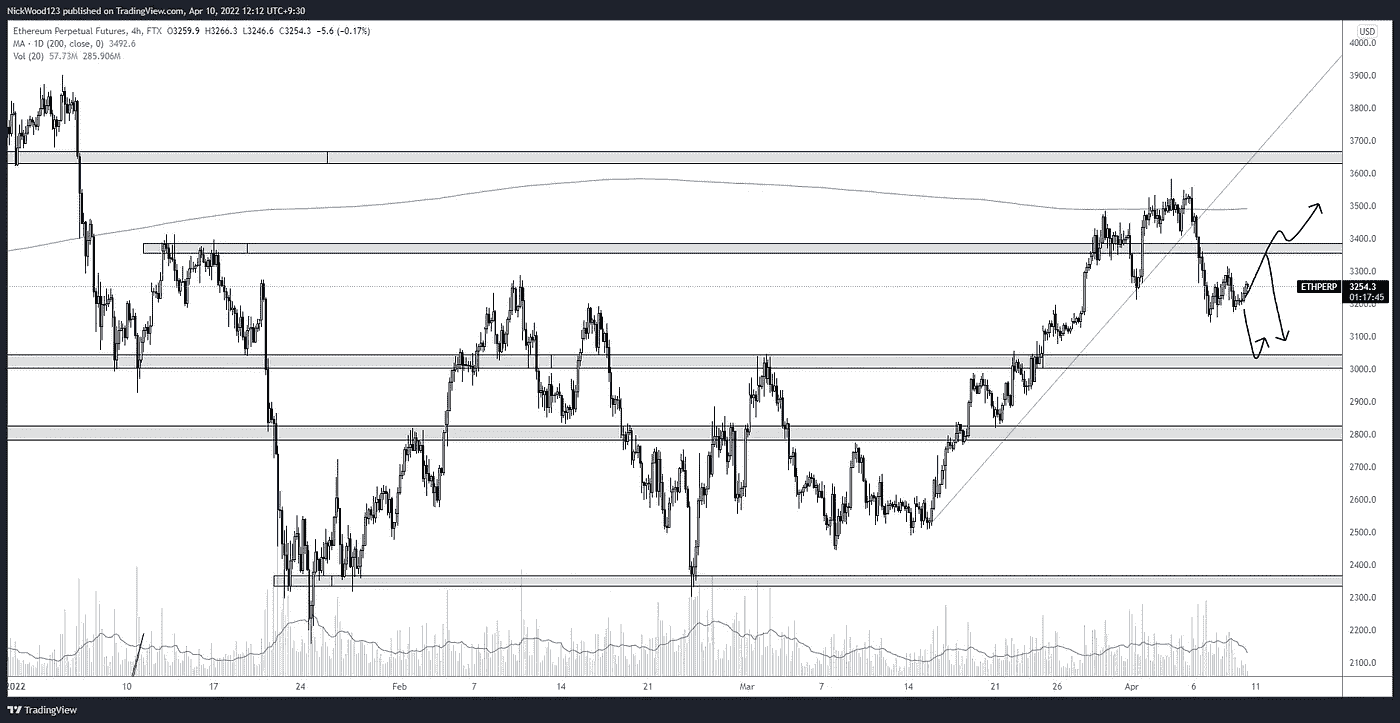 NickWood123 published on TradingView.com, Apr 10, 2022 12:12 UTC+9:30
Ethereum Perpetual Futures, 4h, FTX O3259.9 H3266.3 L3246.6 C3254.3 −5.6 (−0.17%)
MA · 1D (200, close, 0) 3492.6
Vol (20) 57.73M 285.906M
USD
4000.0
3900.0
3800.0
3700.0
3600.0
3500.0
3400.0
3300.0
ETHPERP 3254.3
01:17:45
3200.0
3100.0
3000.0
2900.0
2800.0
2700.0
2600.0
2500.0
2400.0
2300.0
2200.0
2100.0
2022 10 17 24 Feb 7 14 21 Mar 7 14 21 26 Apr 6 11
TradingView